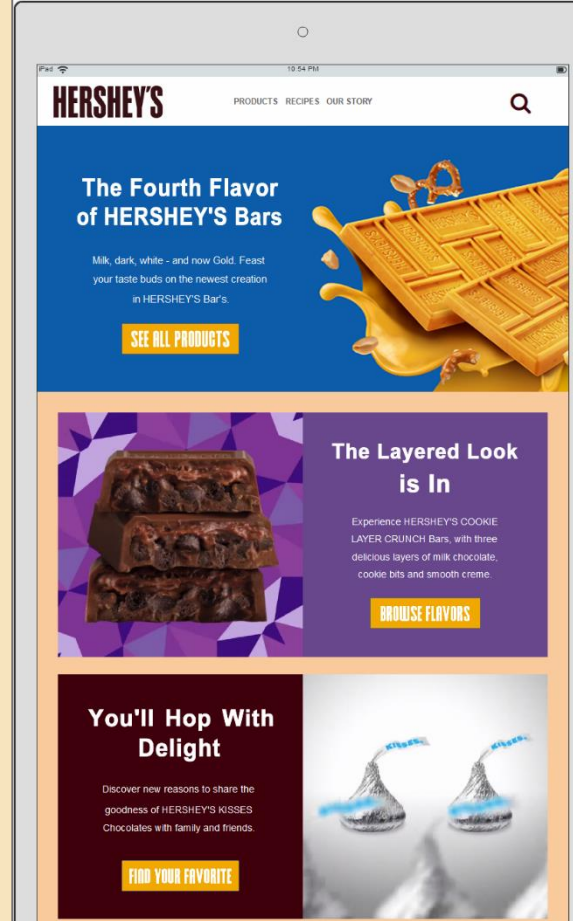 iPad 10:54 PM
HERSHEY'S PRODUCTS RECIPES OUR STORY
The Fourth Flavor
of HERSHEY'S Bars
Milk, dark, white - and now Gold. Feast
your taste buds on the newest creation
in HERSHEY'S Bar's.
SEE ALL PRODUCTS
The Layered Look
is In
Experience HERSHEY'S COOKIE
LAYER CRUNCH Bars, with three
delicious layers of milk chocolate,
cookie bits and smooth creme.
BROWSE FLAVORS
You'll Hop With
Delight
Discover new reasons to share the
goodness of HERSHEY'S KISSES
Chocolates with family and friends.
FIND YOUR FAVORITE
KISSES.
KISSES